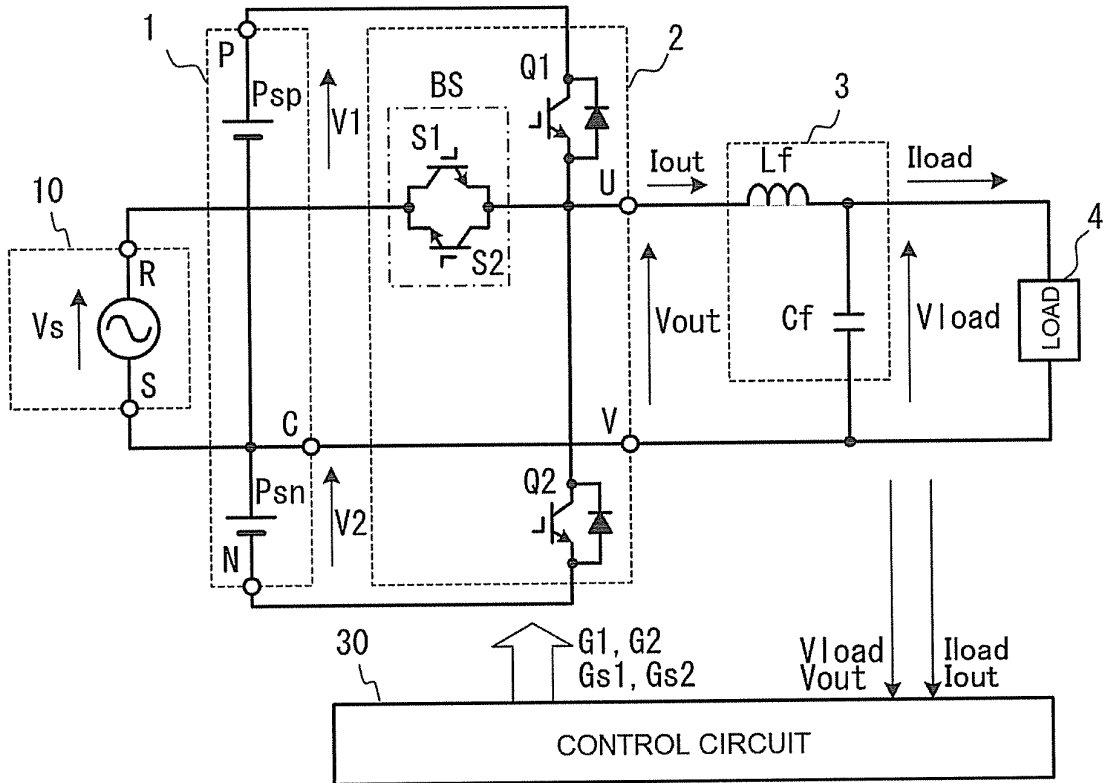 1
P
Psp
V1
BS
S1
S2
Q1
2
U
Iout
3
Lf
Iload
10
R
Vs
S
C
Psn
N
V2
Q2
V
Vout
Cf
Vload
4
LOAD
30
G1, G2
Gs1, Gs2
Vload
Vout
Iload
Iout
CONTROL CIRCUIT